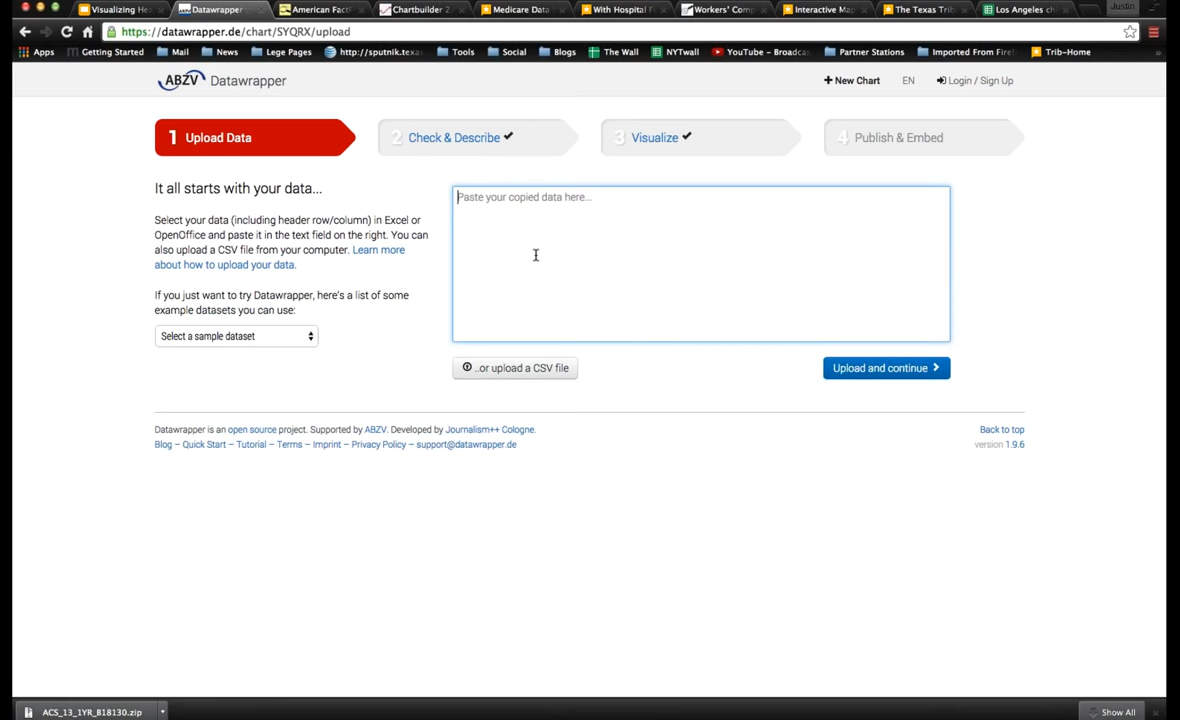 Visualizing Hea
Datawrapper
American FactF
Chartbuilder 2.
Medicare Data
With Hospital F
Workers' Comp
Interactive Map
The Texas Trib
Los Angeles chi
Justin
https://datawrapper.de/chart/SYQRX/upload
Apps
Getting Started
Mail
News
Lege Pages
http://sputnik.texas
Tools
Social
Blogs
The Wall
NYTwall
YouTube - Broadcas
Partner Stations
Imported From Firef
Trib-Home
»
ABZV Datawrapper
+ New Chart
EN
Login / Sign Up
1 Upload Data
2 Check & Describe ✔
3 Visualize ✔
4 Publish & Embed
It all starts with your data...
Select your data (including header row/column) in Excel or
OpenOffice and paste it in the text field on the right. You can
also upload a CSV file from your computer. Learn more
about how to upload your data.
If you just want to try Datawrapper, here's a list of some
example datasets you can use:
Select a sample dataset
Paste your copied data here...
..or upload a CSV file
Upload and continue
Datawrapper is an open source project. Supported by ABZV. Developed by Journalism++ Cologne.
Blog – Quick Start – Tutorial – Terms – Imprint – Privacy Policy – support@datawrapper.de
Back to top
version 1.9.6
ACS_13_1YR_B18130.zip
Show All